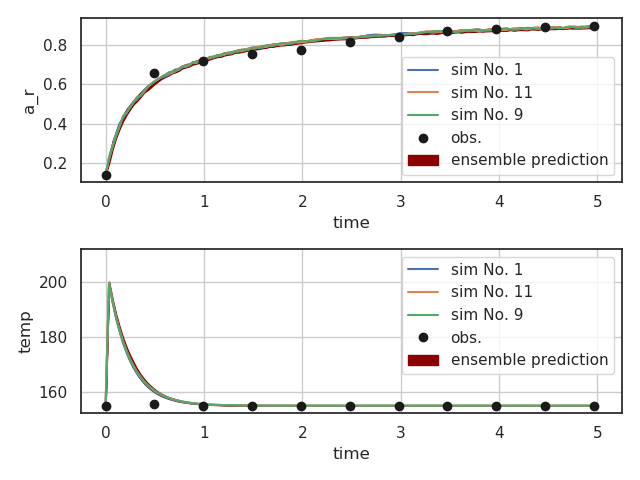 0.8
0.6
0.4
0.2
a_r
sim No. 1
sim No. 11
sim No. 9
obs.
ensemble prediction
0 1 2 3 4 5
time
200
180
160
temp
sim No. 1
sim No. 11
sim No. 9
obs.
ensemble prediction
0 1 2 3 4 5
time